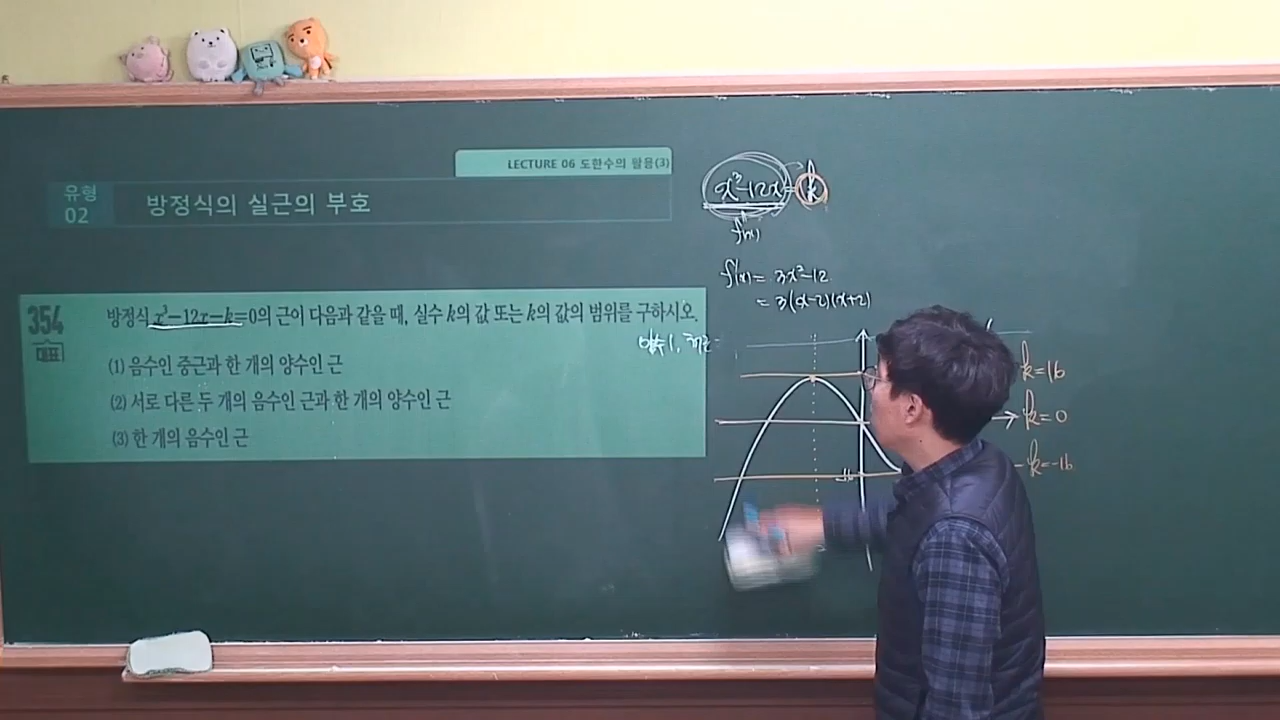 LECTURE 06 도함수의 활용(3)
유형
02
방정식의 실근의 부호
354
대표
방정식 x³-12x-k=0의 근이 다음과 같을 때, 실수 k의 값 또는 k의 값의 범위를 구하시오.
(1) 음수인 중근과 한 개의 양수인 근
(2) 서로 다른 두 개의 음수인 근과 한 개의 양수인 근
(3) 한 개의 음수인 근
x³-12x=k
f(x)
f'(x)= 3x²-12
= 3(x-2)(x+2)
k=16
k=0
k=-16